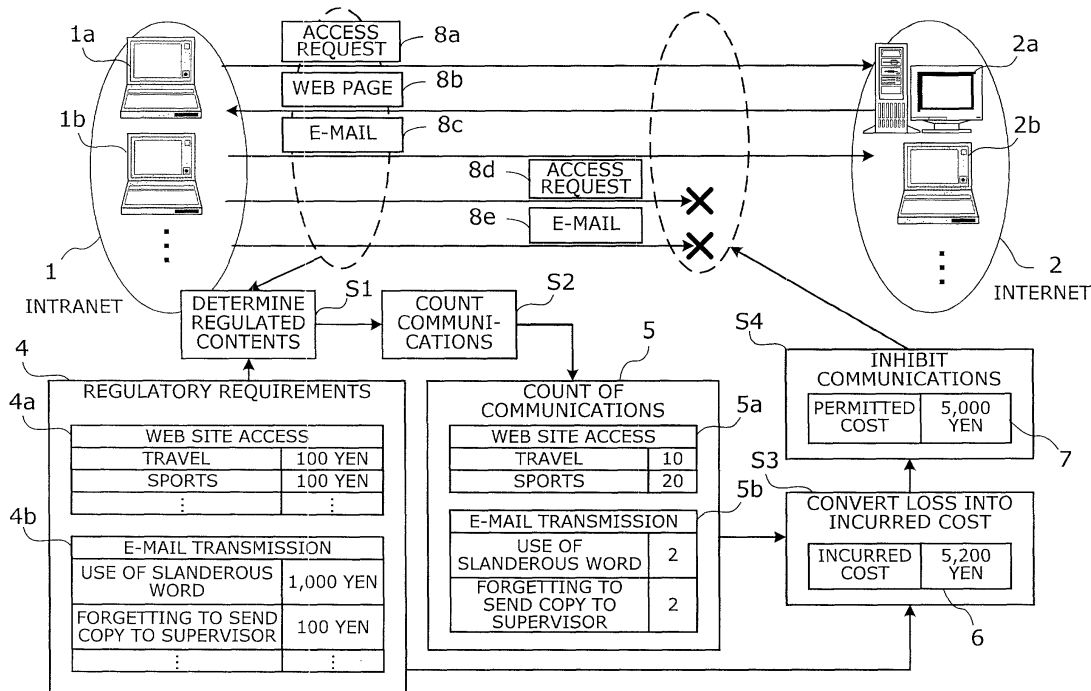 1a
ACCESS
REQUEST
8a
2a
WEB PAGE
8b
1b
E-MAIL
8c
2b
8d
ACCESS
REQUEST
8e
E-MAIL
1
INTRANET
2
INTERNET
DETERMINE
REGULATED
CONTENTS
S1
COUNT
COMMUNI-
CATIONS
S2
4
REGULATORY REQUIREMENTS
4a
WEB SITE ACCESS
TRAVEL 100 YEN
SPORTS 100 YEN
4b
E-MAIL TRANSMISSION
USE OF SLANDEROUS
WORD
1,000 YEN
FORGETTING TO SEND
COPY TO SUPERVISOR
100 YEN
5
COUNT OF
COMMUNICATIONS
5a
WEB SITE ACCESS
TRAVEL 10
SPORTS 20
5b
E-MAIL TRANSMISSION
USE OF
SLANDEROUS WORD
2
FORGETTING TO
SEND COPY TO
SUPERVISOR
2
S4
INHIBIT
COMMUNICATIONS
PERMITTED
COST
5,000
YEN
7
S3
CONVERT LOSS INTO
INCURRED COST
INCURRED
COST
5,200
YEN
6